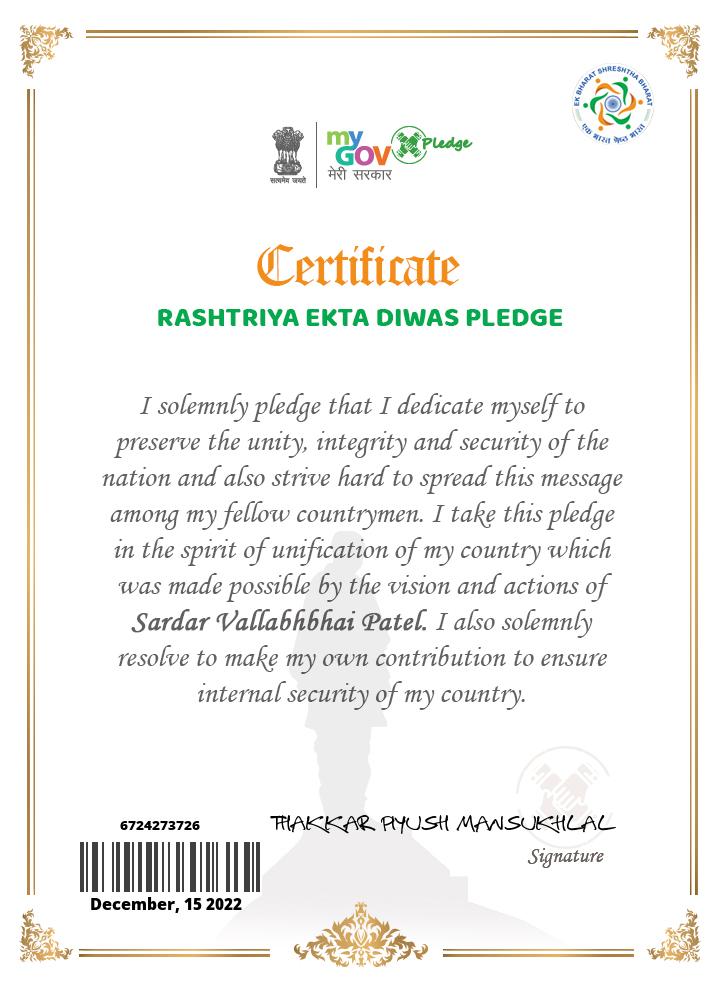 EK BHARAT SHRESHTHA BHARAT
एक भारत श्रेष्ठ भारत
सत्यमेव जयते
my
GOV
मेरी सरकार
Pledge
Certificate
RASHTRIYA EKTA DIWAS PLEDGE
I solemnly pledge that I dedicate myself to
preserve the unity, integrity and security of the
nation and also strive hard to spread this message
among my fellow countrymen. I take this pledge
in the spirit of unification of my country which
was made possible by the vision and actions of
Sardar Vallabhbhai Patel. I also solemnly
resolve to make my own contribution to ensure
internal security of my country.
6724273726
THAKKAR PIYUSH MANSUKHLAL
Signature
December, 15 2022